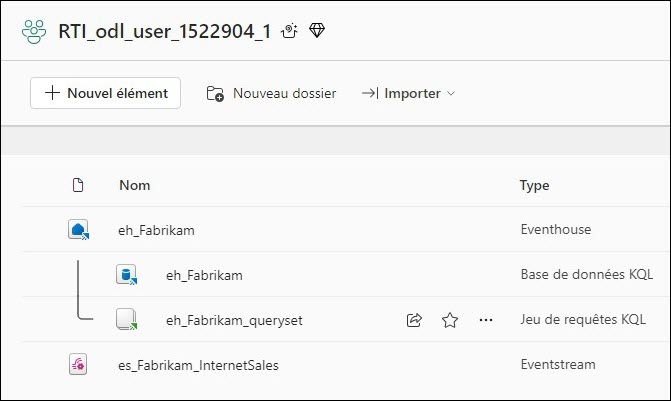 RTI_odl_user_1522904_1
Nouvel élément Nouveau dossier Importer
Nom Type
eh_Fabrikam Eventhouse
eh_Fabrikam Base de données KQL
eh_Fabrikam_queryset Jeu de requêtes KQL
es_Fabrikam_InternetSales Eventstream